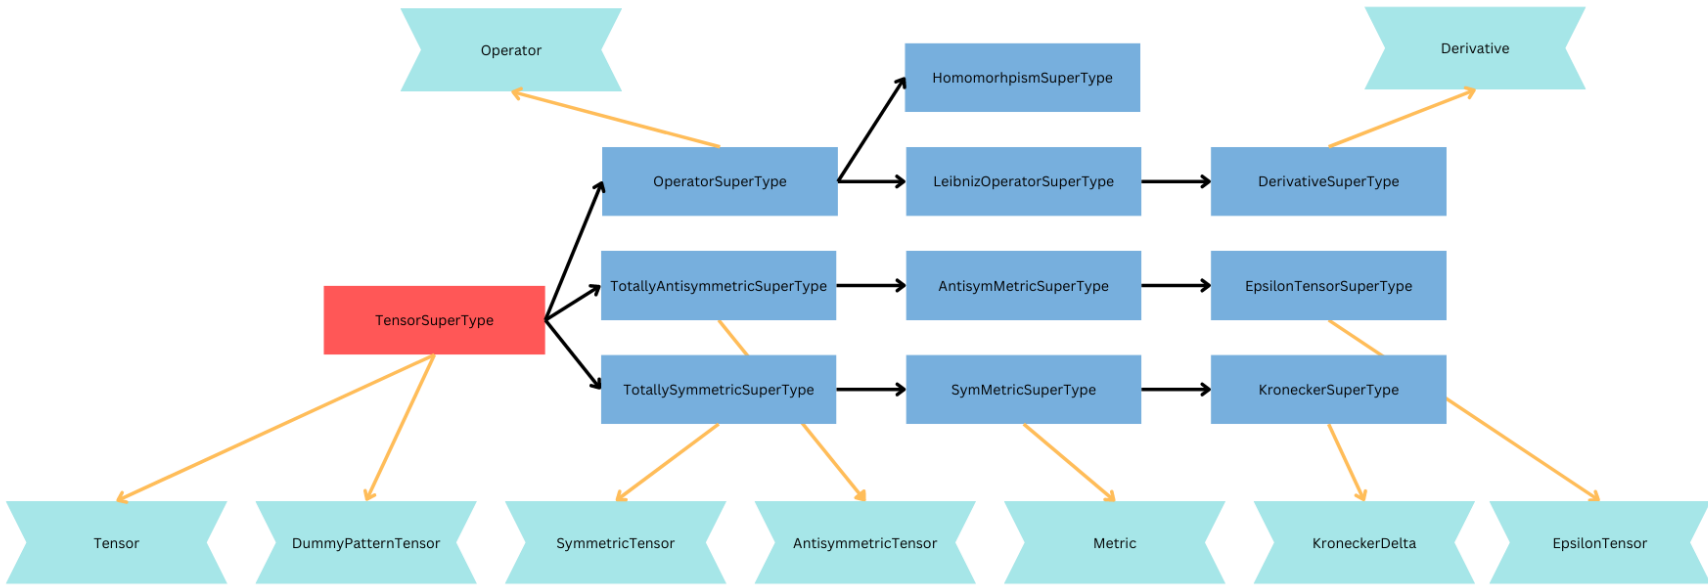 Operator
Derivative
HomomorhpismSuperType
OperatorSuperType
LeibnizOperatorSuperType
DerivativeSuperType
TotallyAntisymmetricSuperType
AntisymMetricSuperType
EpsilonTensorSuperType
TensorSuperType
TotallySymmetricSuperType
SymMetricSuperType
KroneckerSuperType
Tensor
DummyPatternTensor
SymmetricTensor
AntisymmetricTensor
Metric
KroneckerDelta
EpsilonTensor